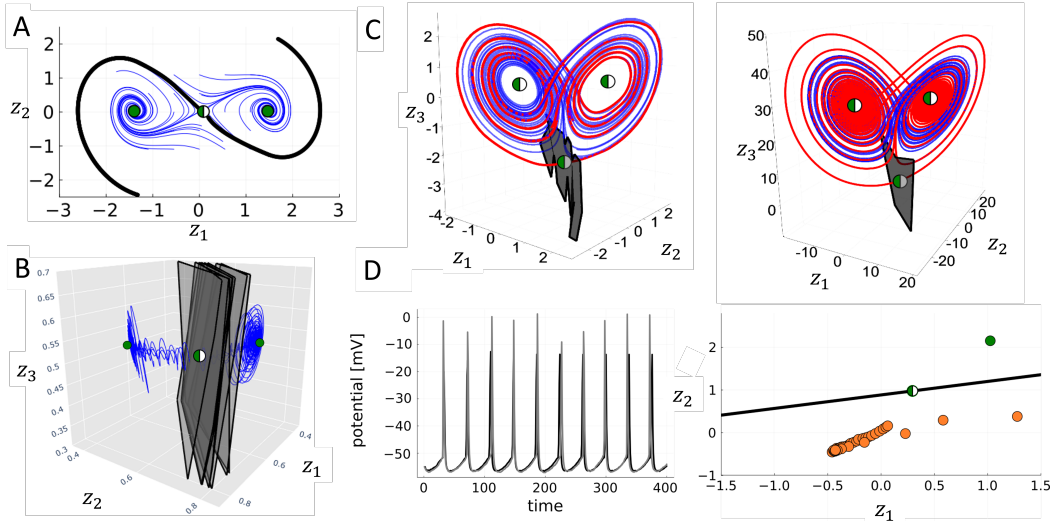 A
2
1
z₂ 0
−1
−2
−3 −2 −1 0 1 2 3
z₁
C
2
1
0
z₃
−1
−2
−3
−4
−2 −1 0 1 2
z₁
−2 −1 0 1 2
z₂
50
40
30
20
z₃
10
0
−10 0 10 20
z₁
−20 −10 0 10 20
z₂
B
0.7
0.65
0.6
0.55
z₃
0.5
0.45
0.4
0.35
0.3
0.4 0.6 0.8
z₂
0.4
0.6
0.8
z₁
D
0
−10
−20
−30
−40
−50
potential [mV]
0 100 200 300 400
time
2
1
z₂
0
−1
−1.5 −1.0 −0.5 0.0 0.5 1.0 1.5
z₁